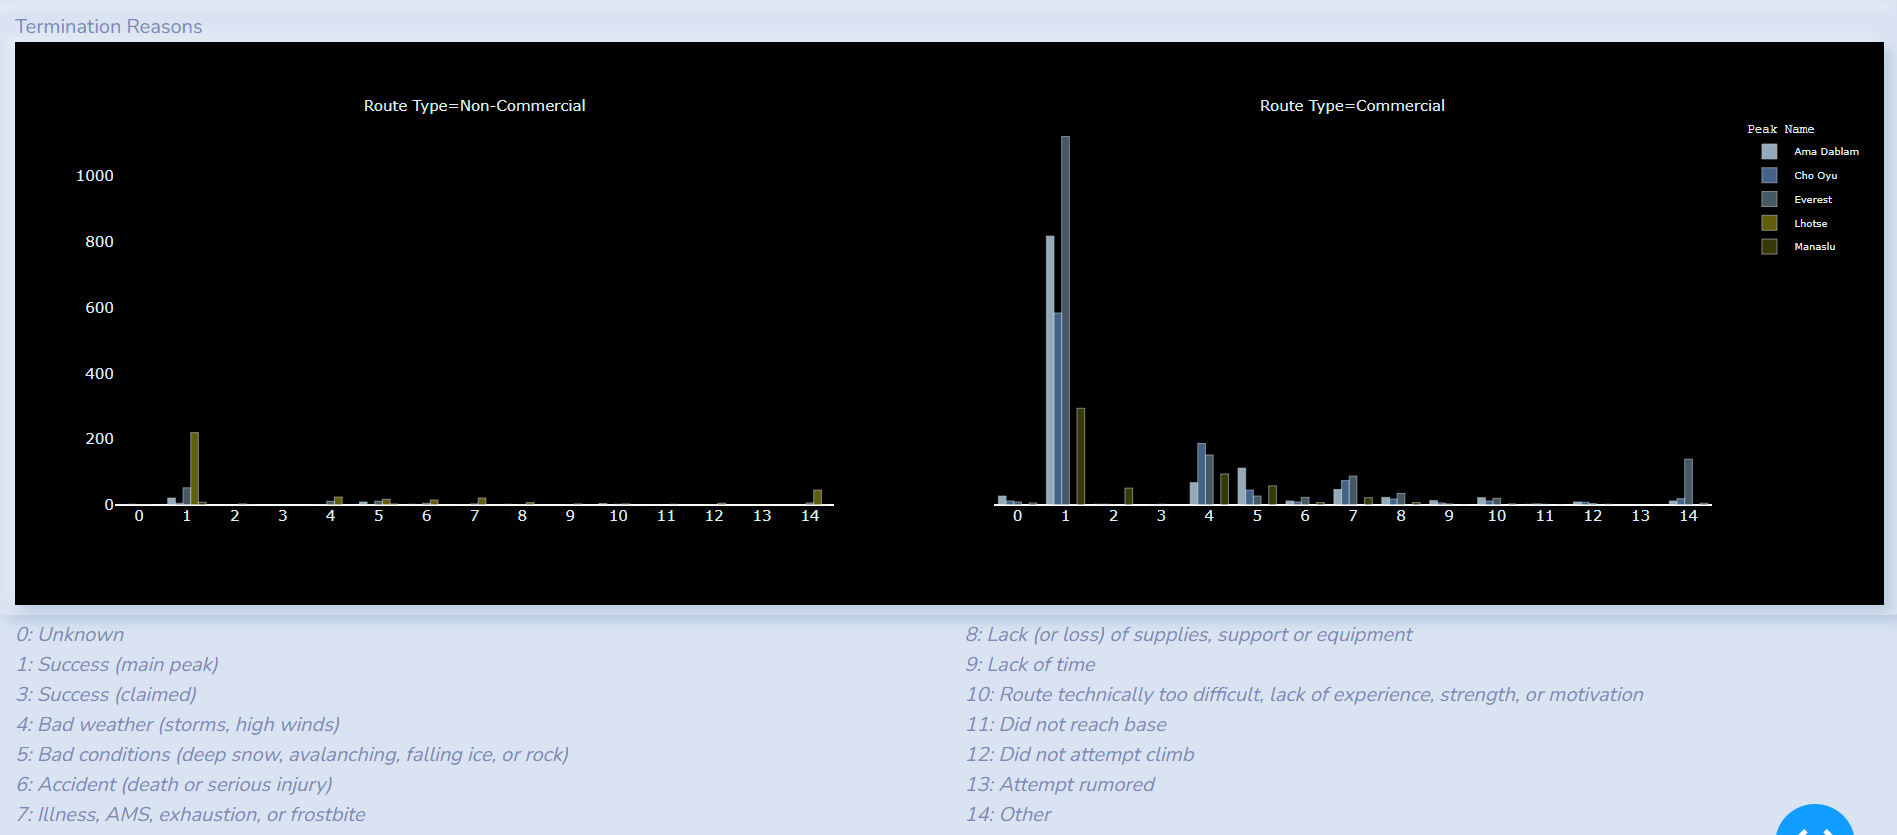 Termination Reasons
Route Type=Non-Commercial
Route Type=Commercial
Peak Name
Ama Dablam
Cho Oyu
Everest
Lhotse
Manaslu
1000
800
600
400
200
0
0 1 2 3 4 5 6 7 8 9 10 11 12 13 14
0 1 2 3 4 5 6 7 8 9 10 11 12 13 14
0: Unknown
1: Success (main peak)
3: Success (claimed)
4: Bad weather (storms, high winds)
5: Bad conditions (deep snow, avalanching, falling ice, or rock)
6: Accident (death or serious injury)
7: Illness, AMS, exhaustion, or frostbite
8: Lack (or loss) of supplies, support or equipment
9: Lack of time
10: Route technically too difficult, lack of experience, strength, or motivation
11: Did not reach base
12: Did not attempt climb
13: Attempt rumored
14: Other